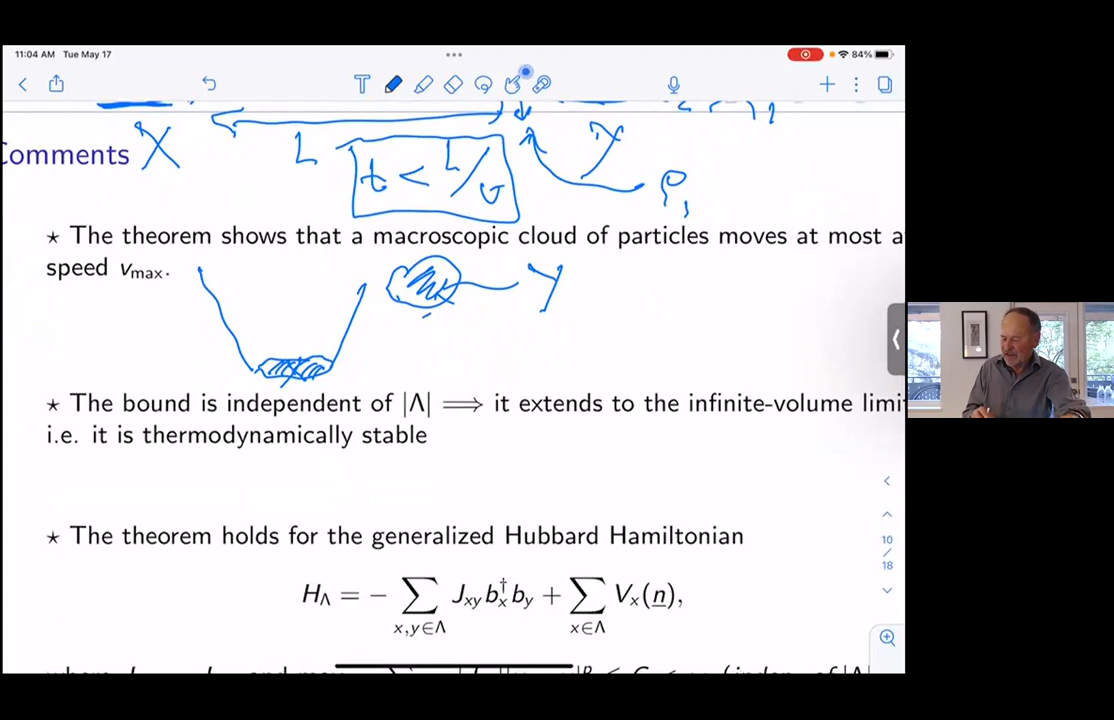 11:04 AM Tue May 17
84%
X
L
t < L/v
X
P₁
Comments
⋆ The theorem shows that a macroscopic cloud of particles moves at most a
speed v_max.
Y
⋆ The bound is independent of |Λ| ⟹ it extends to the infinite-volume limi
i.e. it is thermodynamically stable
⋆ The theorem holds for the generalized Hubbard Hamiltonian
H_Λ = − ∑_{x,y∈Λ} J_{xy} b_x^† b_y + ∑_{x∈Λ} V_x(n),
10
18